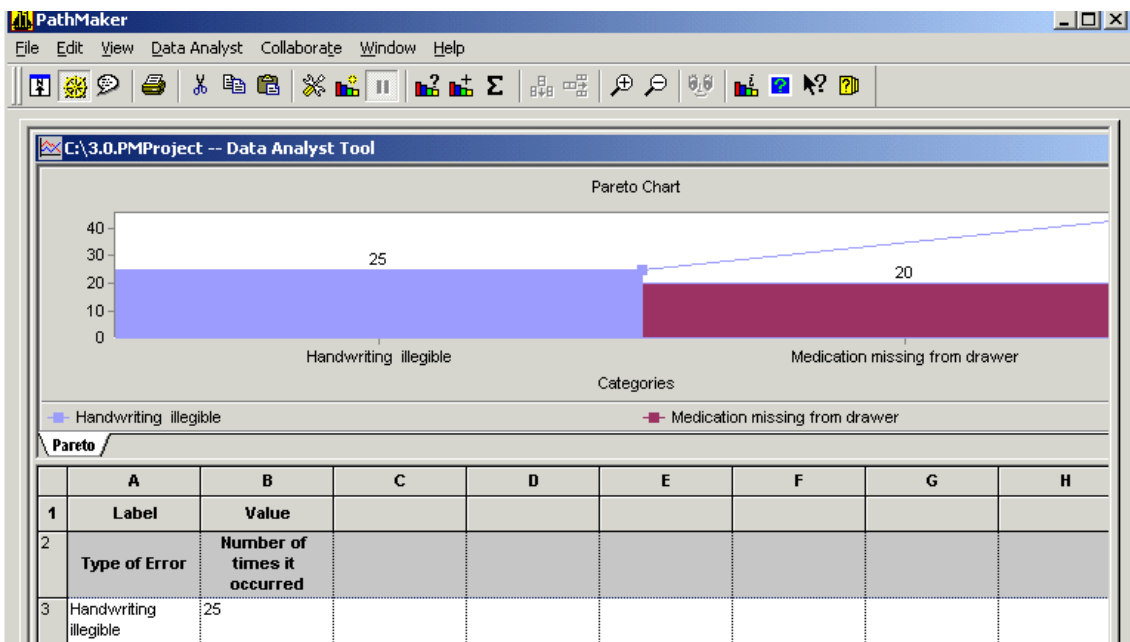 PathMaker
File Edit View Data Analyst Collaborate Window Help
C:\3.0.PMProject -- Data Analyst Tool
Pareto Chart
40
30
20
10
0
25
20
Handwriting illegible
Medication missing from drawer
Categories
Handwriting illegible
Medication missing from drawer
Pareto
A B C D E F G H
1 Label Value
2 Type of Error Number of
times it
occurred
3 Handwriting 25
illegible